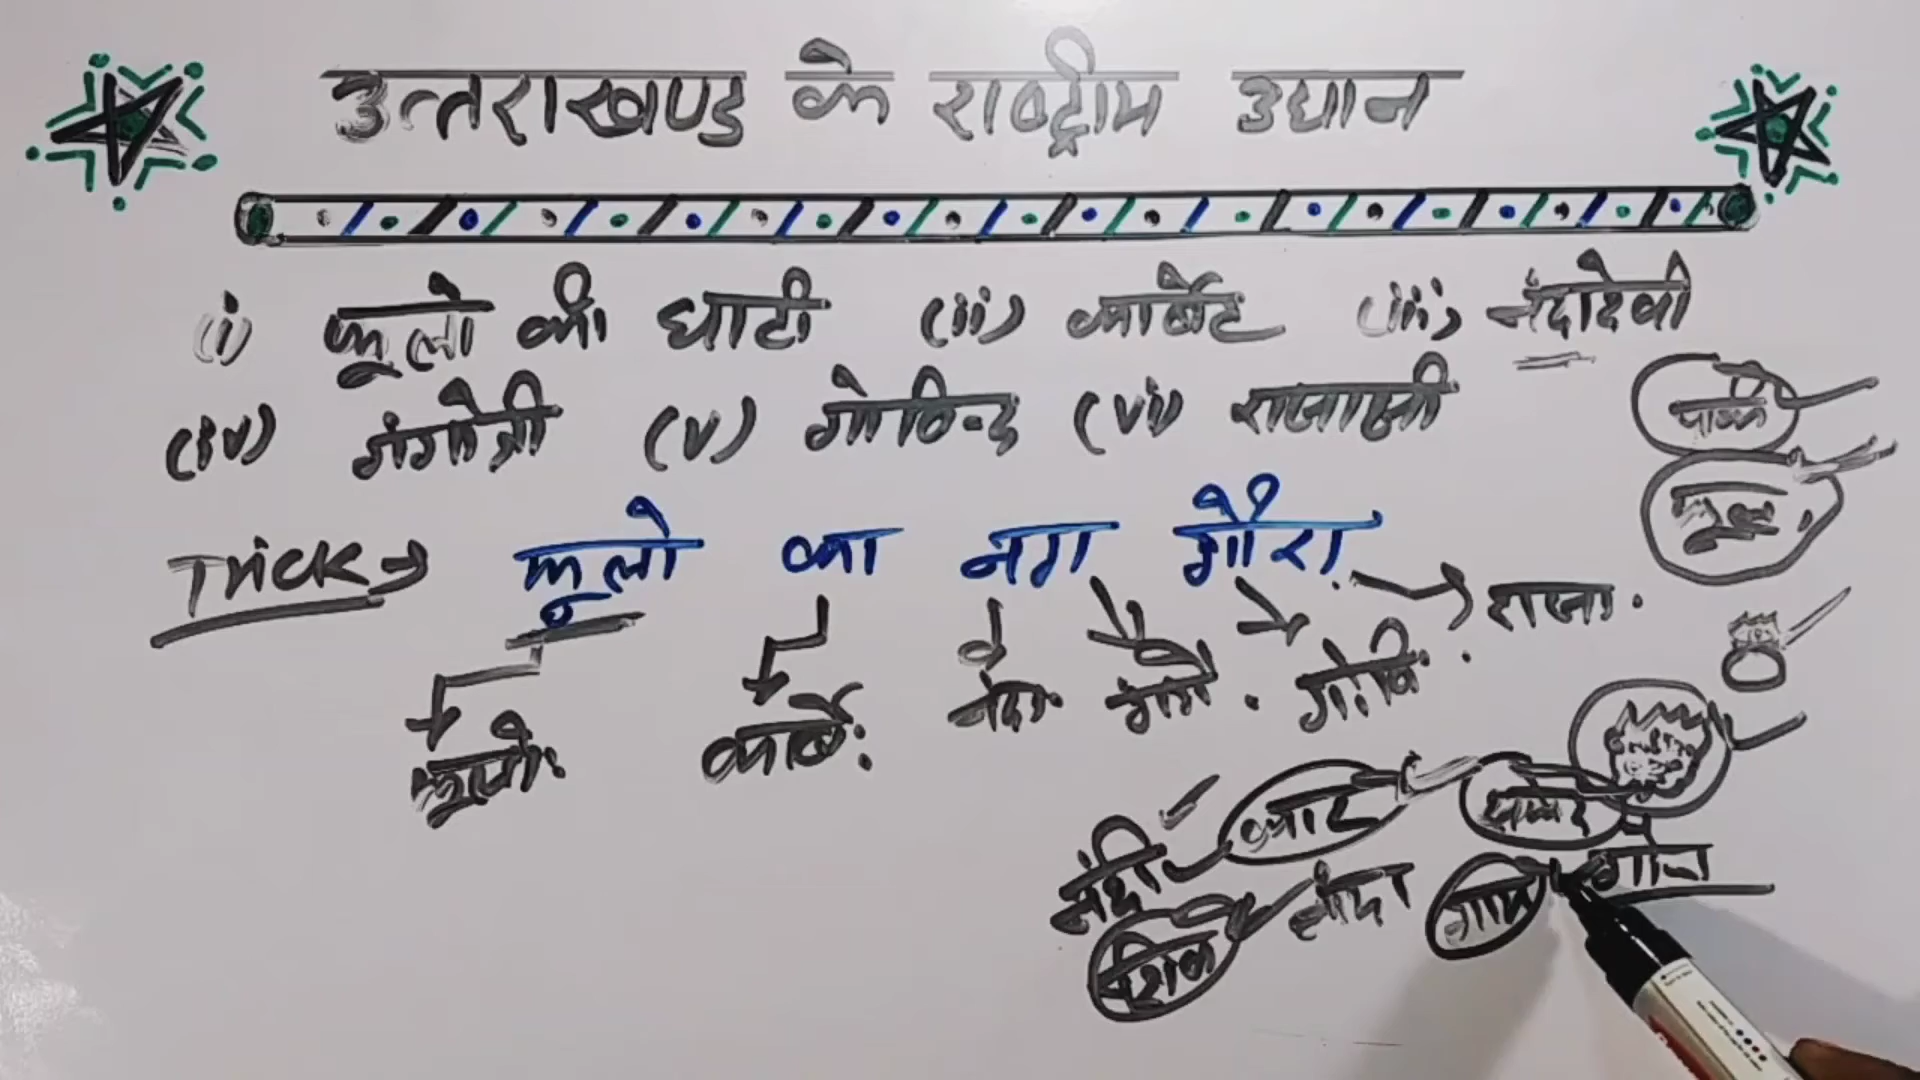 उत्तराखण्ड के राष्ट्रीय उद्यान
(i) फूलो की घाटी (ii) कार्बेट (iii) नंदादेवी
(iv) गंगोत्री (v) गोविन्द (vi) राजाजी
पार्क
फूल
Trick → फूलो का नग गौरा
राजा.
फूलो. कार्बे. नंदा. गंगो. गोवि.
नंदी